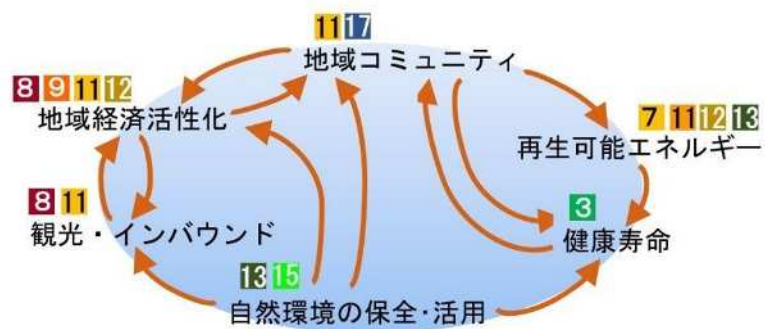 11 17
地域コミュニティ
8 9 11 12
地域経済活性化
7 11 12 13
再生可能エネルギー
8 11
観光・インバウンド
3
健康寿命
13 15
自然環境の保全･活用